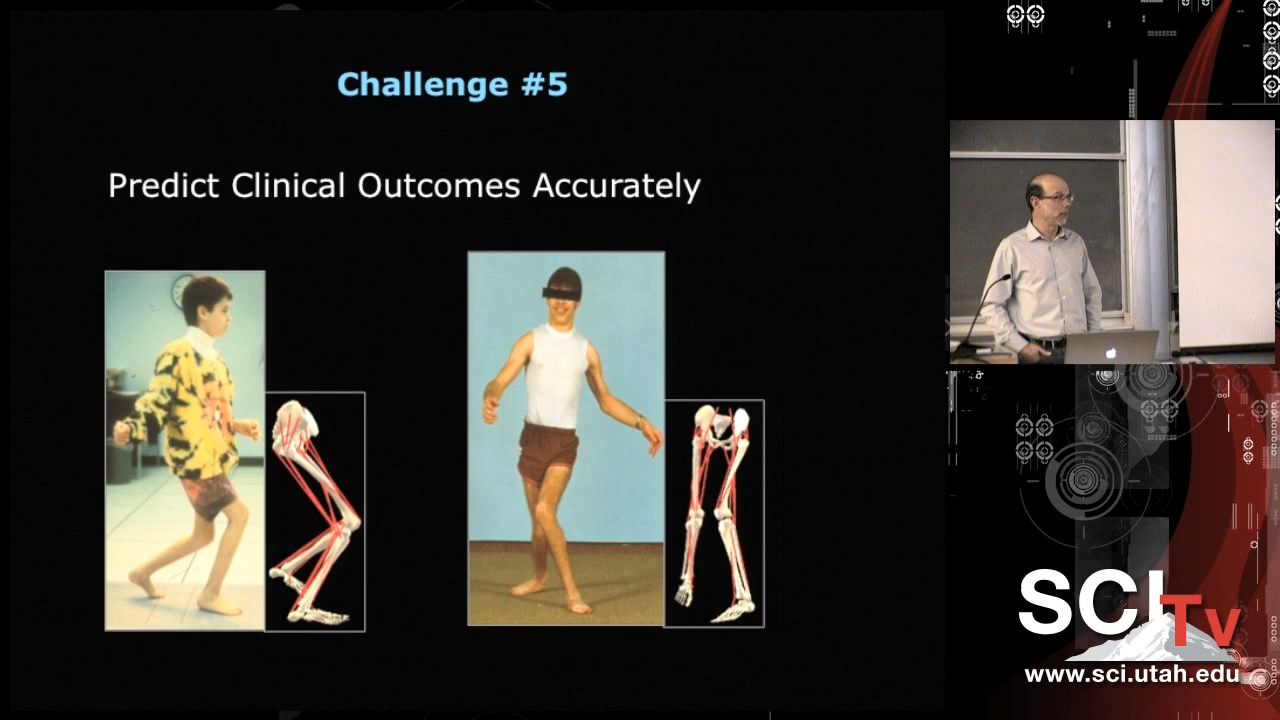 Challenge #5
Predict Clinical Outcomes Accurately
SCI
Tv
www.sci.utah.edu